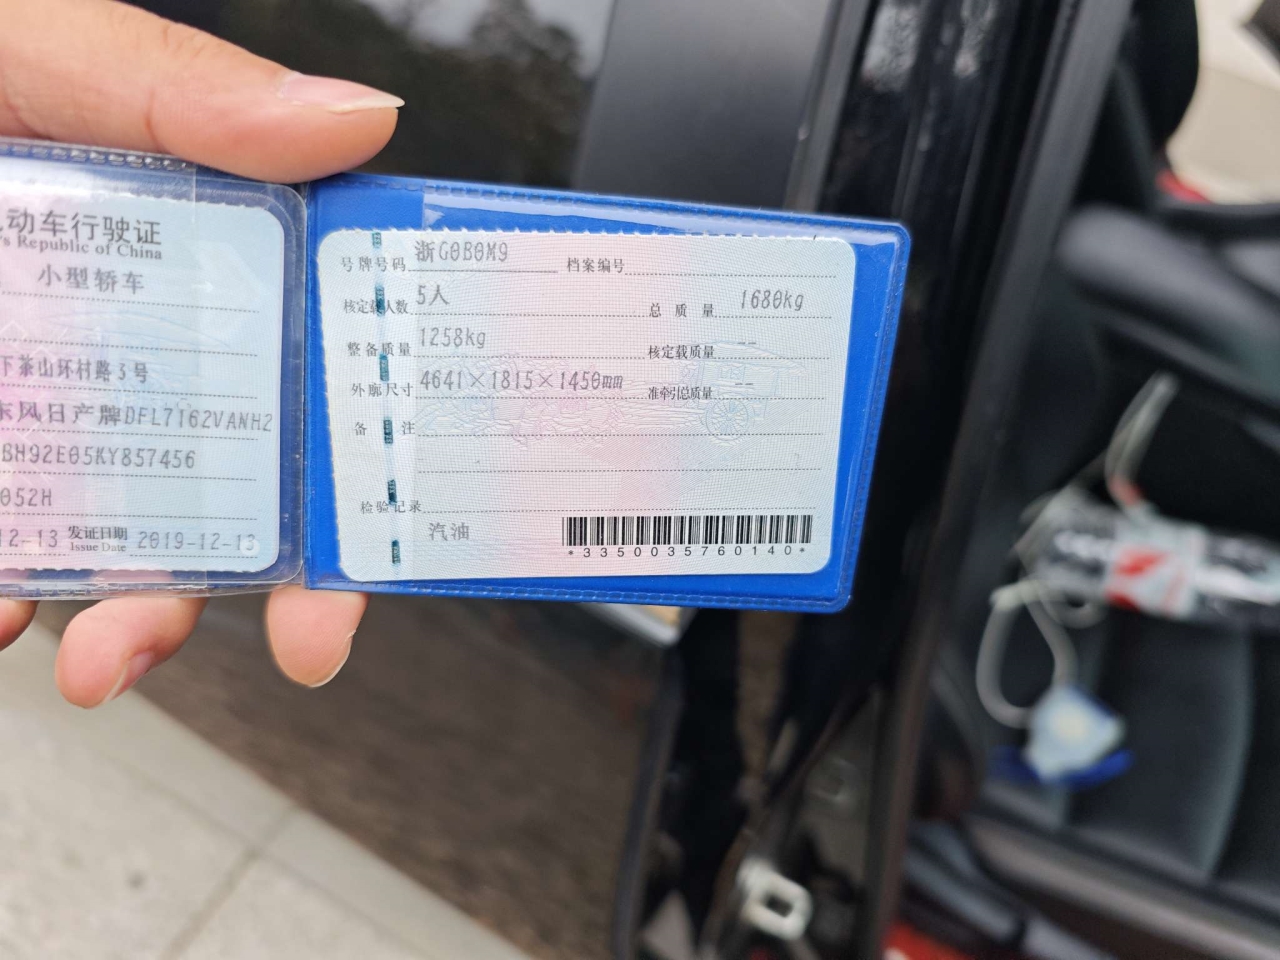 动车行驶证
's Republic of China
小型轿车
下茶山环村路3号
东风日产牌DFL7162VANH2
BH92E05KY857456
052H
12-13 发证日期 2019-12-13
Issue Date
号牌号码 浙G0B0M9 档案编号
核定载人数 5人 总质量 1680kg
整备质量 1258kg 核定载质量 --
外廓尺寸 4641×1815×1450mm 准牵引总质量 --
备注
检验记录
汽油
*3350035760140*